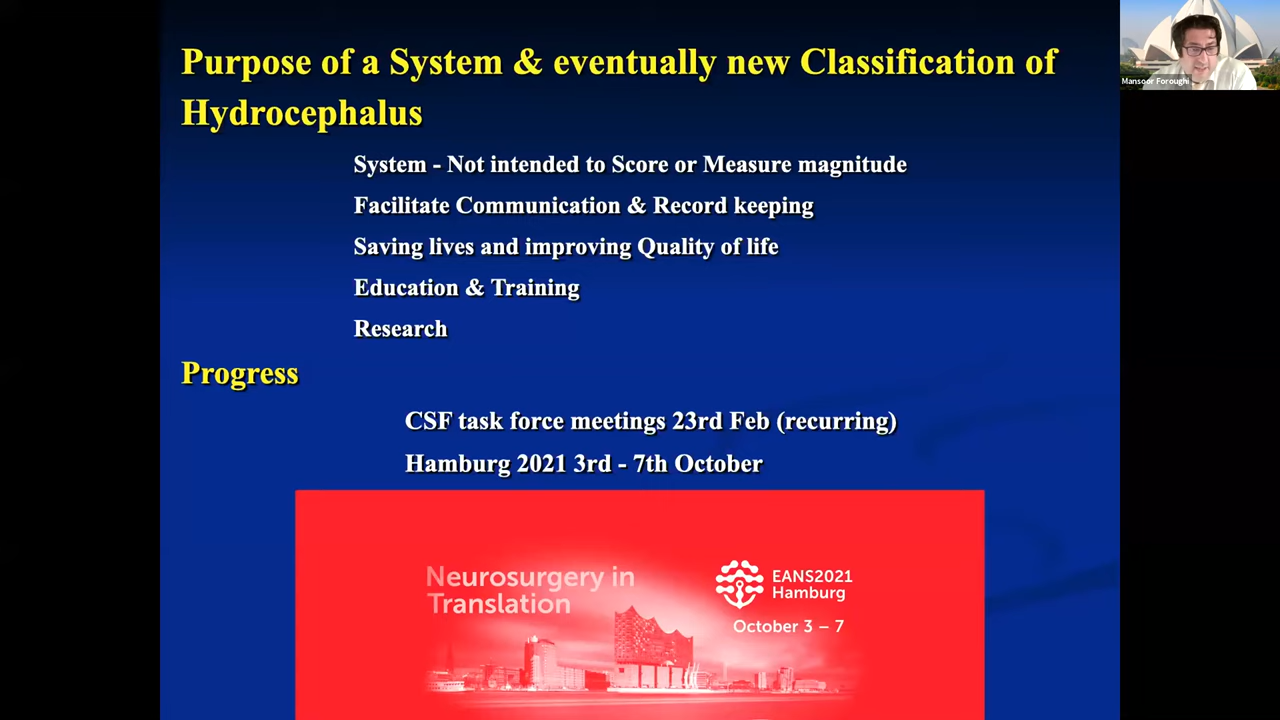 Purpose of a System & eventually new Classification of
Hydrocephalus
System - Not intended to Score or Measure magnitude
Facilitate Communication & Record keeping
Saving lives and improving Quality of life
Education & Training
Research
Progress
CSF task force meetings 23rd Feb (recurring)
Hamburg 2021 3rd - 7th October
Neurosurgery in
Translation
EANS2021
Hamburg
October 3 – 7
Mansoor Foroughi